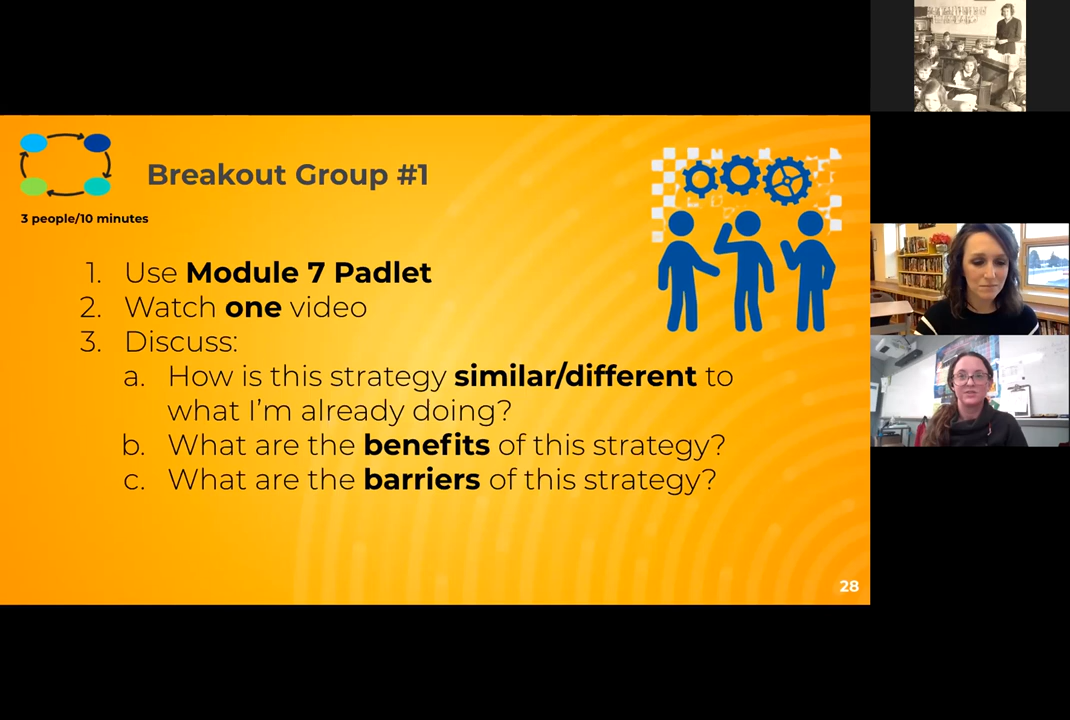 Breakout Group #1
3 people/10 minutes
1. Use Module 7 Padlet
2. Watch one video
3. Discuss:
a. How is this strategy similar/different to
what I’m already doing?
b. What are the benefits of this strategy?
c. What are the barriers of this strategy?
28